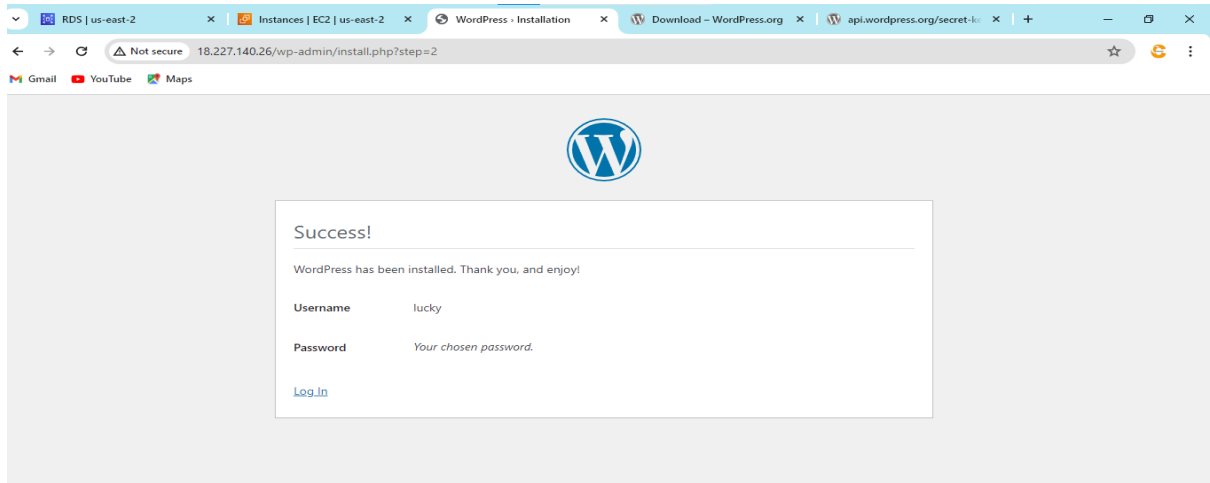 RDS | us-east-2
Instances | EC2 | us-east-2
WordPress › Installation
Download – WordPress.org
api.wordpress.org/secret-ke
Not secure 18.227.140.26/wp-admin/install.php?step=2
Gmail YouTube Maps
Success!
WordPress has been installed. Thank you, and enjoy!
Username lucky
Password Your chosen password.
Log In